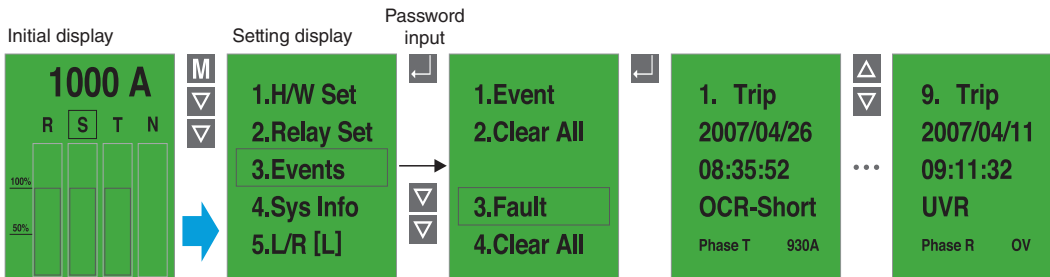 Initial display
1000 A
R S T N
100%
50%
M
Setting display
1.H/W Set
2.Relay Set
3.Events
4.Sys Info
5.L/R [L]
Password
input
1.Event
2.Clear All
3.Fault
4.Clear All
1. Trip
2007/04/26
08:35:52
OCR-Short
Phase T 930A
...
9. Trip
2007/04/11
09:11:32
UVR
Phase R OV